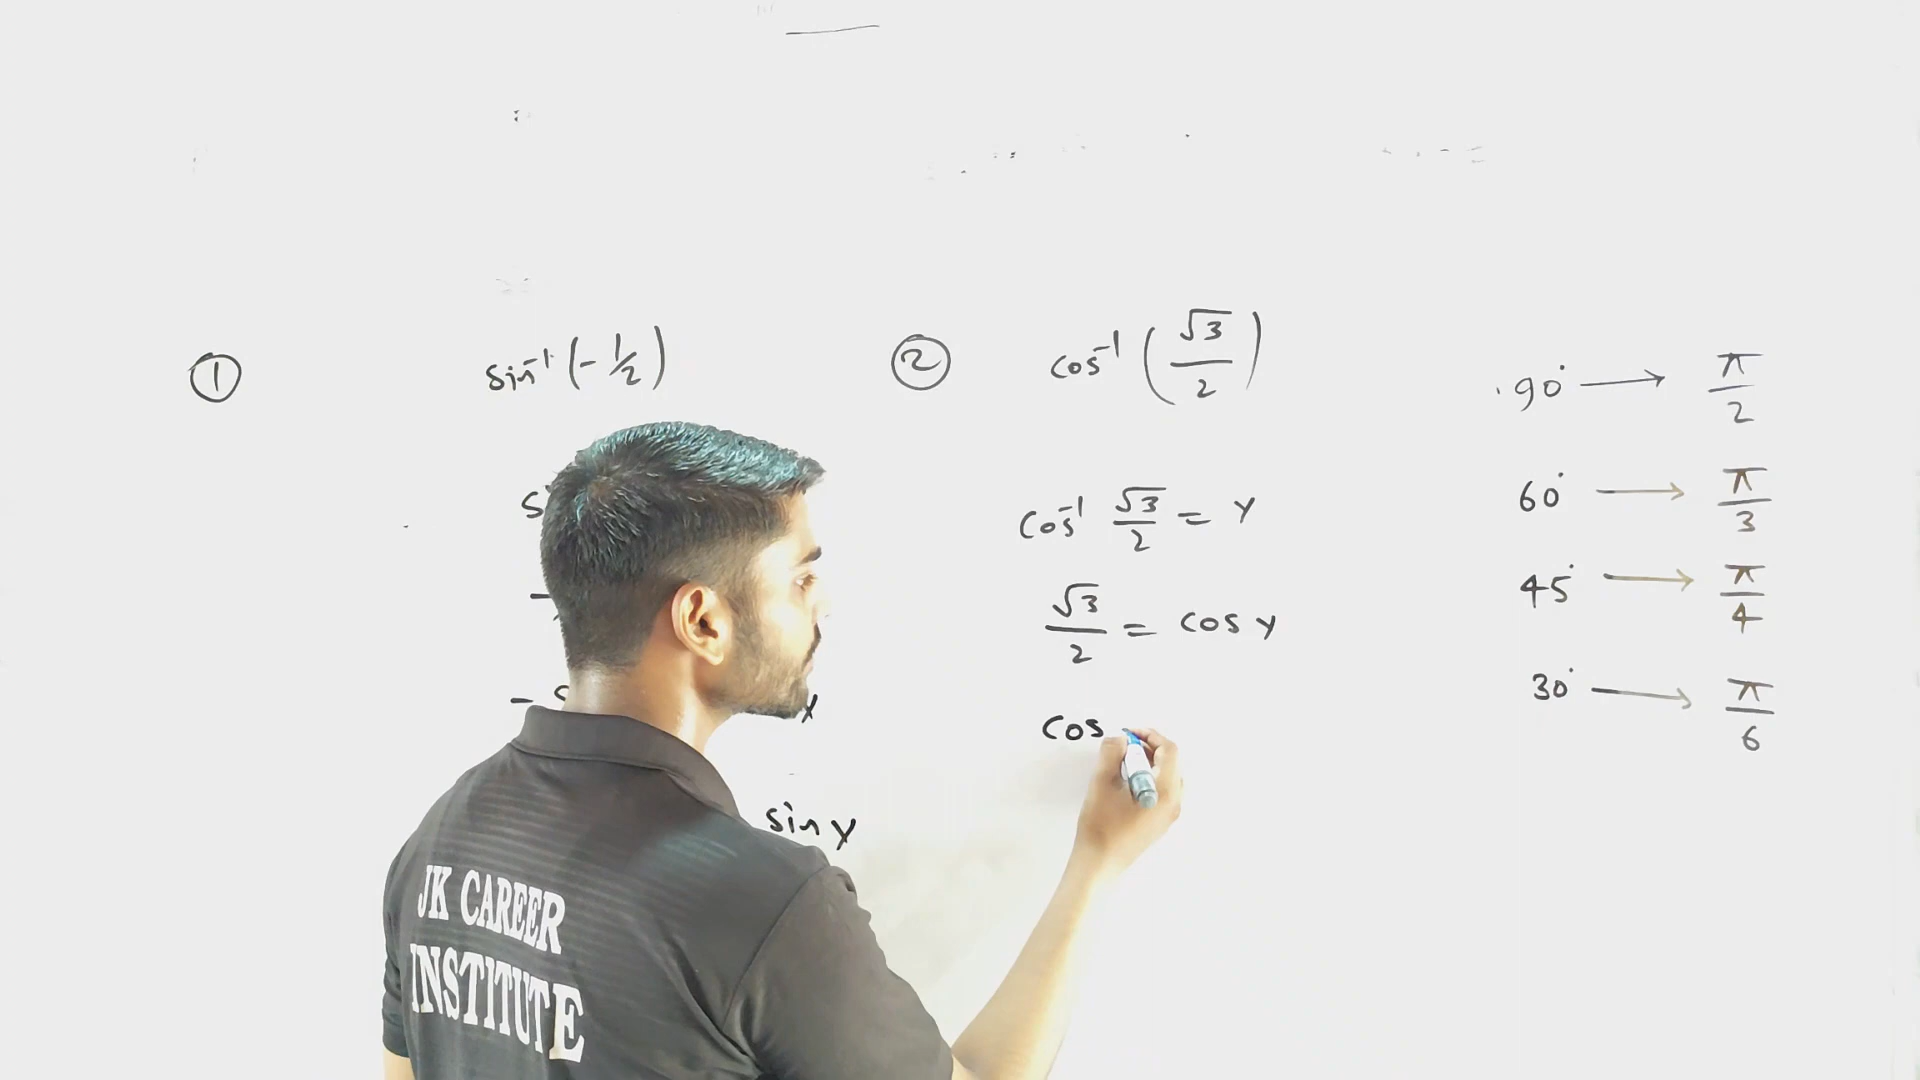 ① sin⁻¹ (-1/2)
- 
sin y
② cos⁻¹ (√3/2)
cos⁻¹ √3/2 = y
√3/2 = cos y
cos
90° → π/2
60° → π/3
45° → π/4
30° → π/6
JK CAREER
INSTITUTE